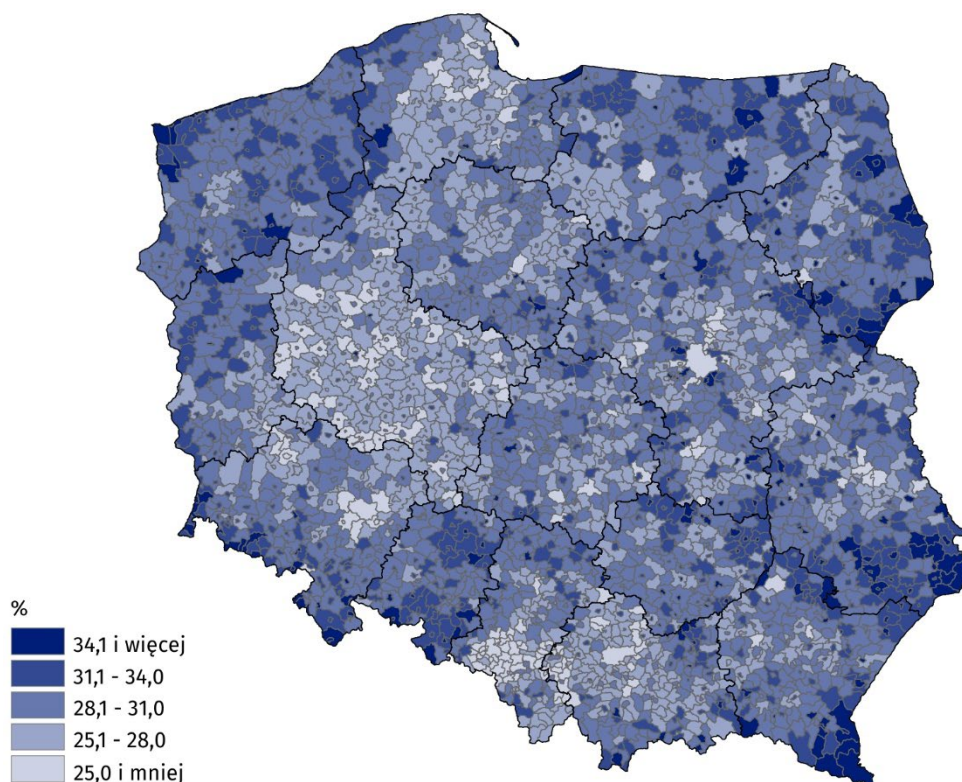 %
34,1 i więcej
31,1 - 34,0
28,1 - 31,0
25,1 - 28,0
25,0 i mniej